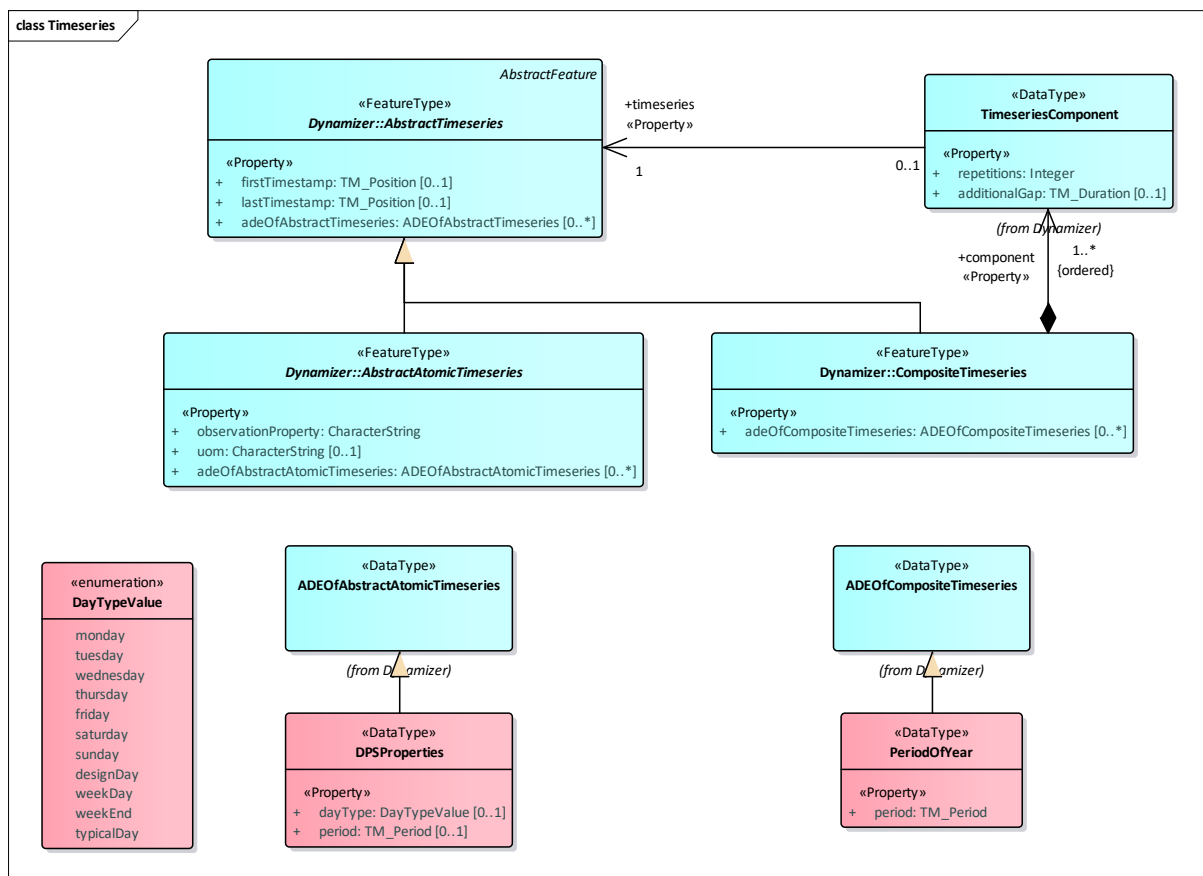 class Timeseries
AbstractFeature
«FeatureType»
Dynamizer::AbstractTimeseries
«Property»
+ firstTimestamp: TM_Position [0..1]
+ lastTimestamp: TM_Position [0..1]
+ adeOfAbstractTimeseries: ADEOfAbstractTimeseries [0..*]
+timeseries
«Property»
1
0..1
«DataType»
TimeseriesComponent
«Property»
+ repetitions: Integer
+ additionalGap: TM_Duration [0..1]
(from Dynamizer)
+component
«Property»
1..*
{ordered}
«FeatureType»
Dynamizer::AbstractAtomicTimeseries
«Property»
+ observationProperty: CharacterString
+ uom: CharacterString [0..1]
+ adeOfAbstractAtomicTimeseries: ADEOfAbstractAtomicTimeseries [0..*]
«FeatureType»
Dynamizer::CompositeTimeseries
«Property»
+ adeOfCompositeTimeseries: ADEOfCompositeTimeseries [0..*]
«enumeration»
DayTypeValue
monday
tuesday
wednesday
thursday
friday
saturday
sunday
designDay
weekDay
weekEnd
typicalDay
«DataType»
ADEOfAbstractAtomicTimeseries
(from Dynamizer)
«DataType»
DPSProperties
«Property»
+ dayType: DayTypeValue [0..1]
+ period: TM_Period [0..1]
«DataType»
ADEOfCompositeTimeseries
(from Dynamizer)
«DataType»
PeriodOfYear
«Property»
+ period: TM_Period